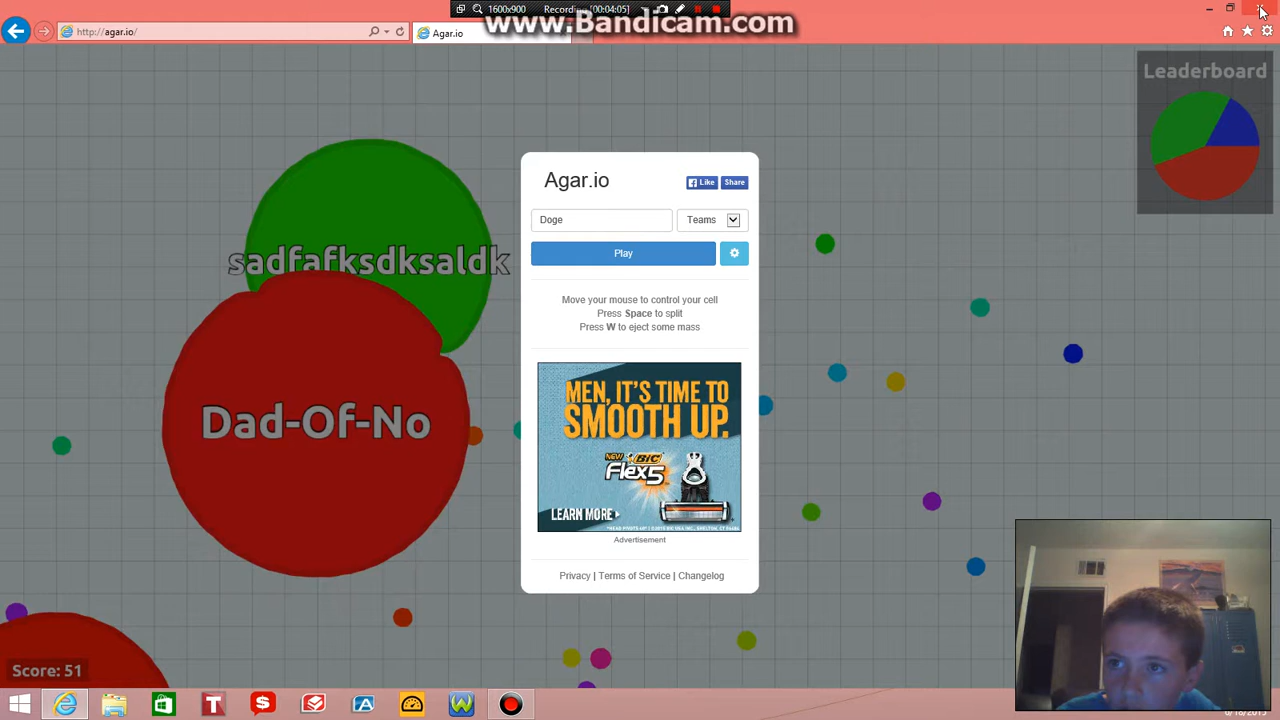 1600x900 Recording [00:04:05]
www.Bandicam.com
http://agar.io/
Agar.io
Leaderboard
Agar.io
Like Share
Doge Teams
Play
sadfafksdksaldk
Move your mouse to control your cell
Press Space to split
Press W to eject some mass
Dad-Of-No
MEN, IT'S TIME TO
SMOOTH UP.
NEW BIC
Flex5
LEARN MORE
Advertisement
Privacy | Terms of Service | Changelog
Score: 51